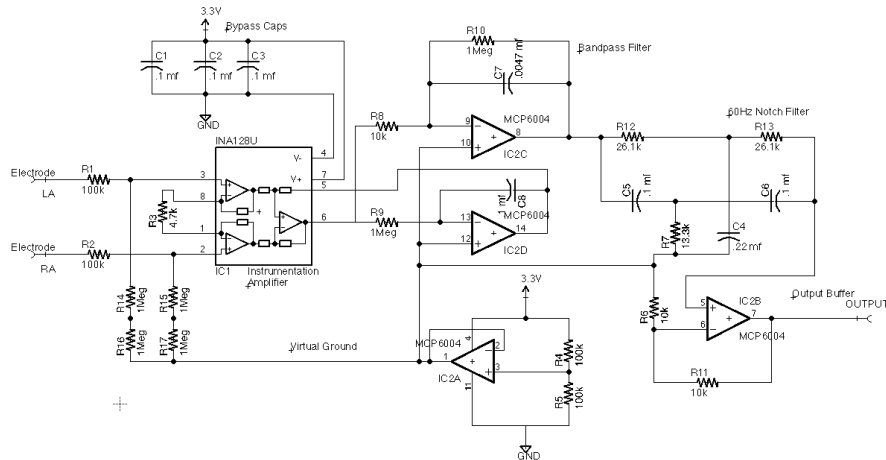 3.3V
Bypass Caps
C1
.1 mf
C2
.1 mf
C3
.1 mf
GND
R10
1Meg
Bandpass Filter
C7
.0047 mf
R8
10k
MCP6004
9
10
8
IC2C
60Hz Notch Filter
R12
26.1k
R13
26.1k
INA128U
V-
4
V+
7
5
Electrode
LA
R1
100k
3
8
R3
4.7k
1
2
6
Electrode
RA
R2
100k
IC1
Instrumentation
Amplifier
R9
1Meg
.1 mf
C8
MCP6004
13
12
14
IC2D
C5
.1 mf
C6
.1 mf
R7
13.3k
C4
.22 mf
R14
1Meg
R15
1Meg
R16
1Meg
R17
1Meg
3.3V
Virtual Ground
MCP6004
1
4
2
3
11
IC2A
R4
100k
R5
100k
GND
R6
10k
5
6
7
IC2B
MCP6004
Output Buffer
OUTPUT
R11
10k